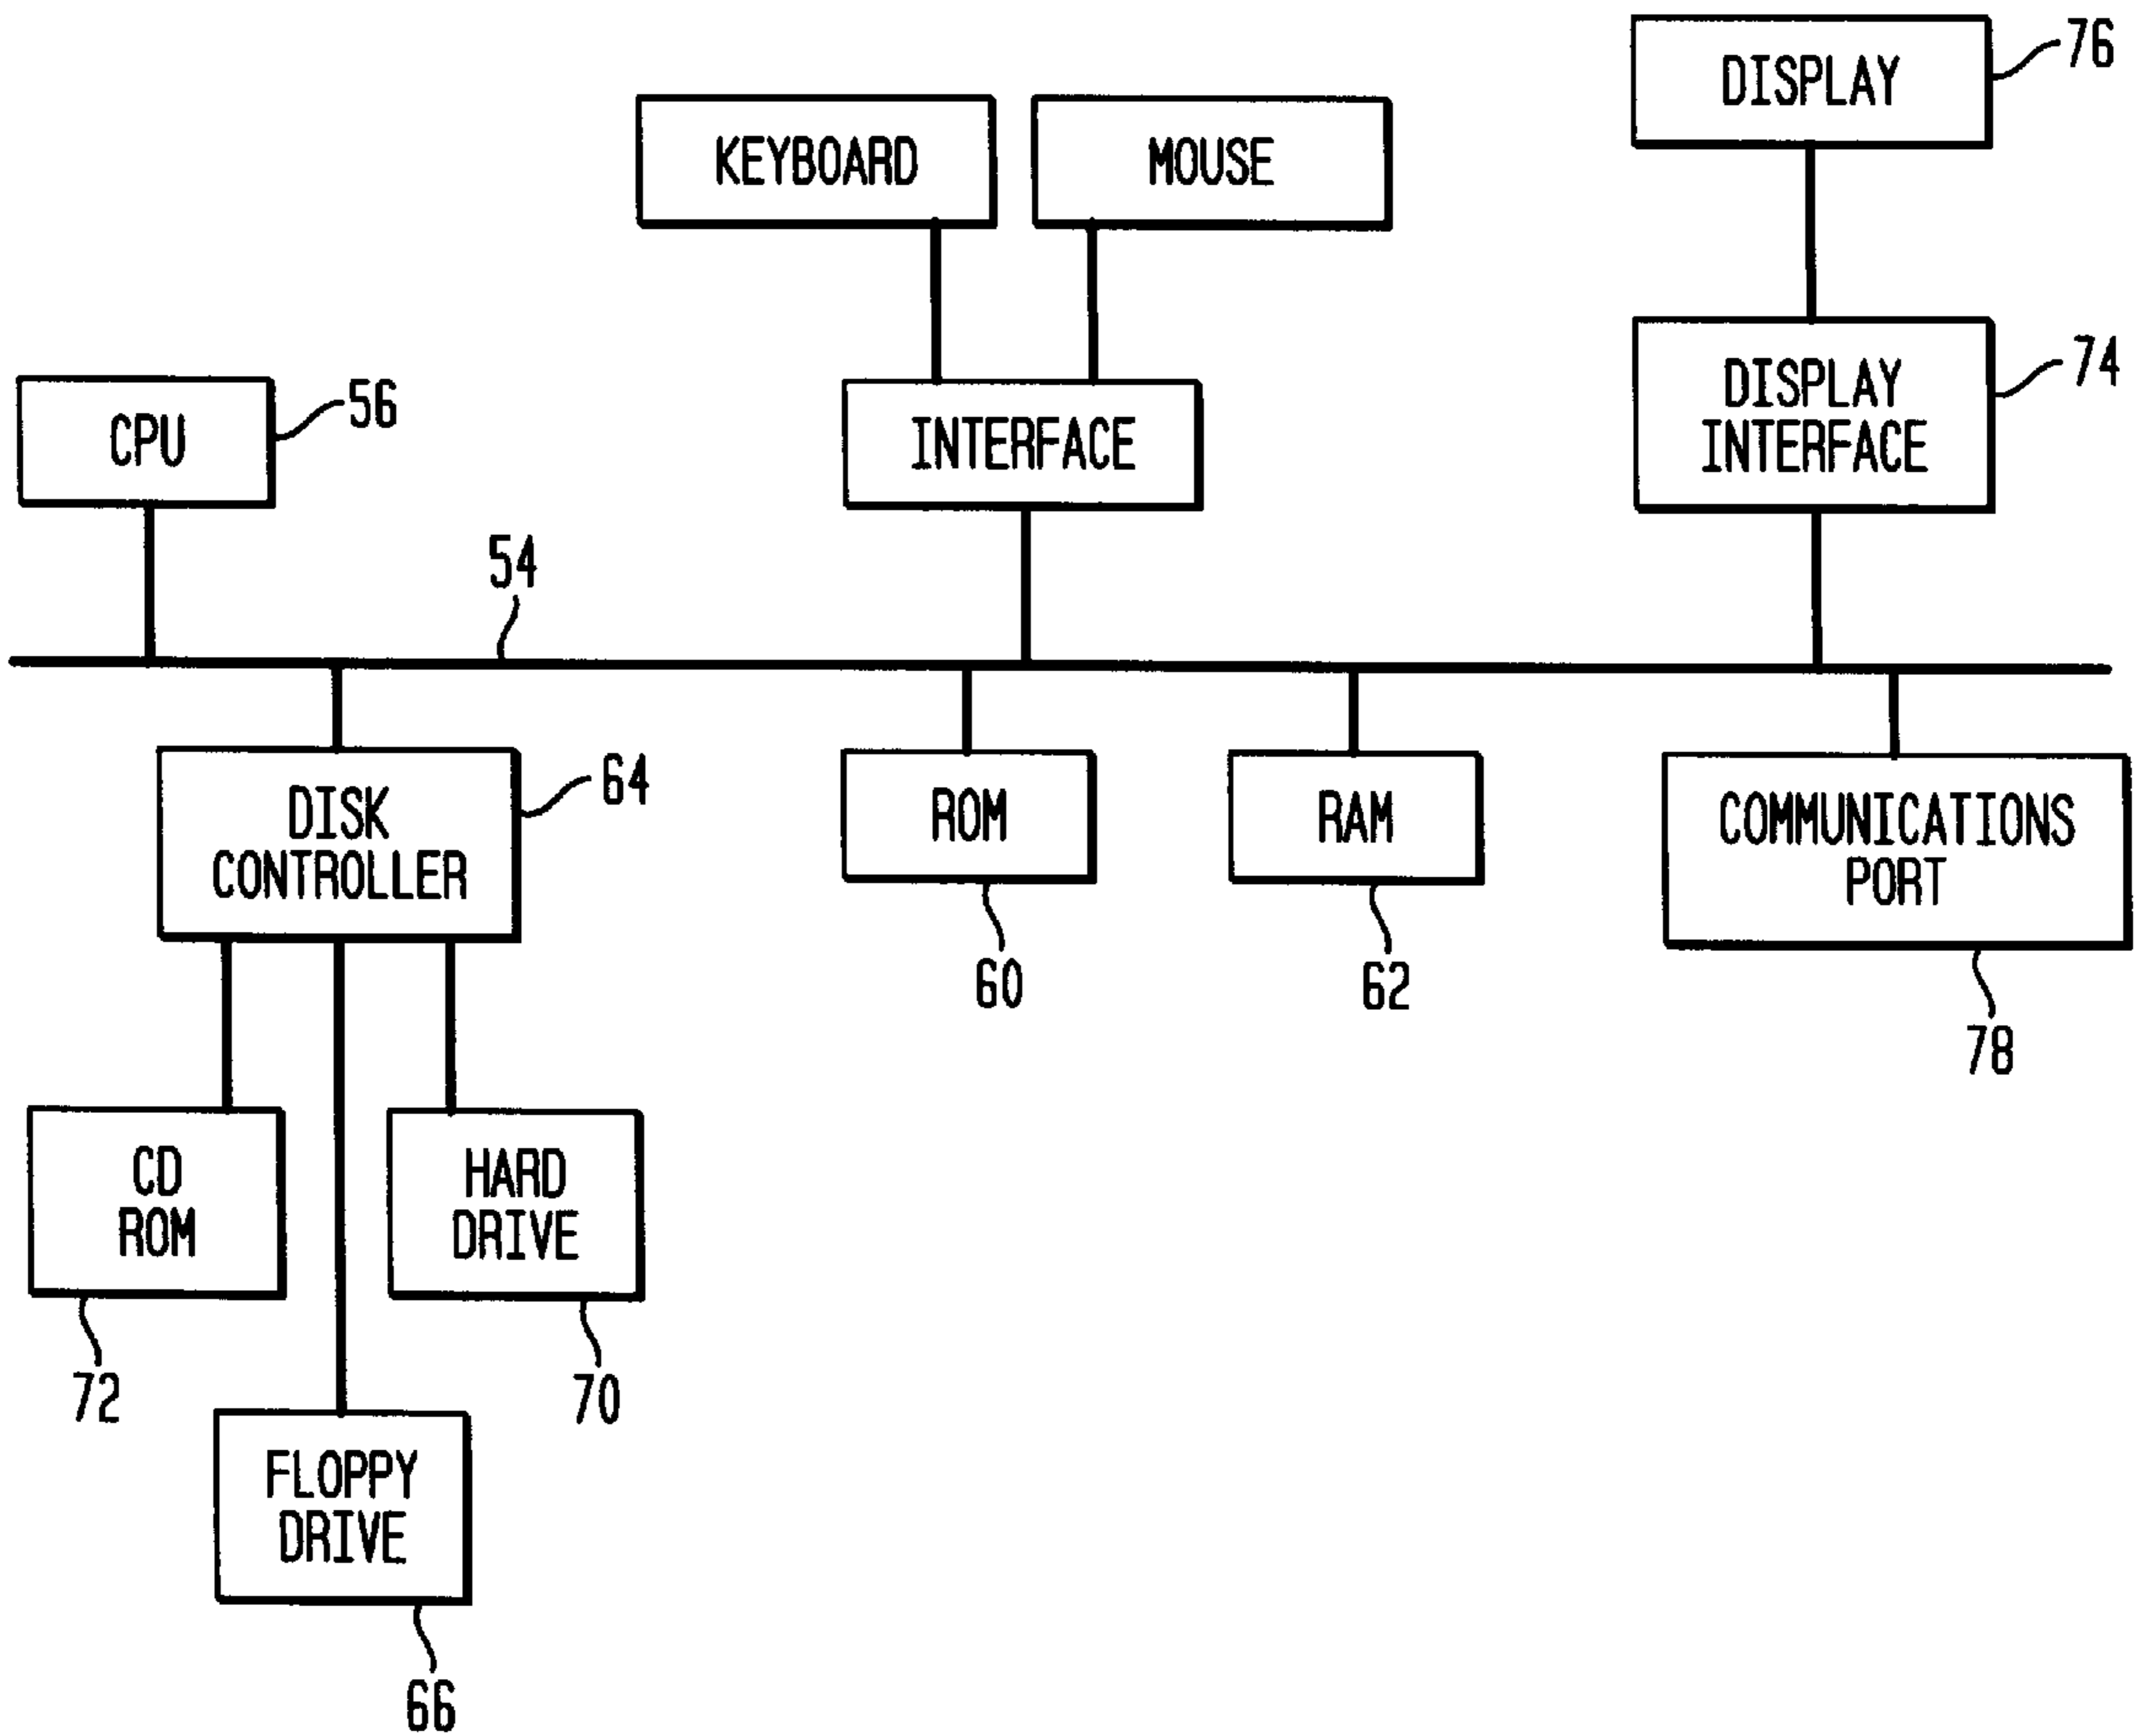 DISPLAY
76
KEYBOARD
MOUSE
DISPLAY
INTERFACE
74
CPU
56
INTERFACE
54
DISK
CONTROLLER
64
ROM
60
RAM
62
COMMUNICATIONS
PORT
78
CD
ROM
72
HARD
DRIVE
70
FLOPPY
DRIVE
66